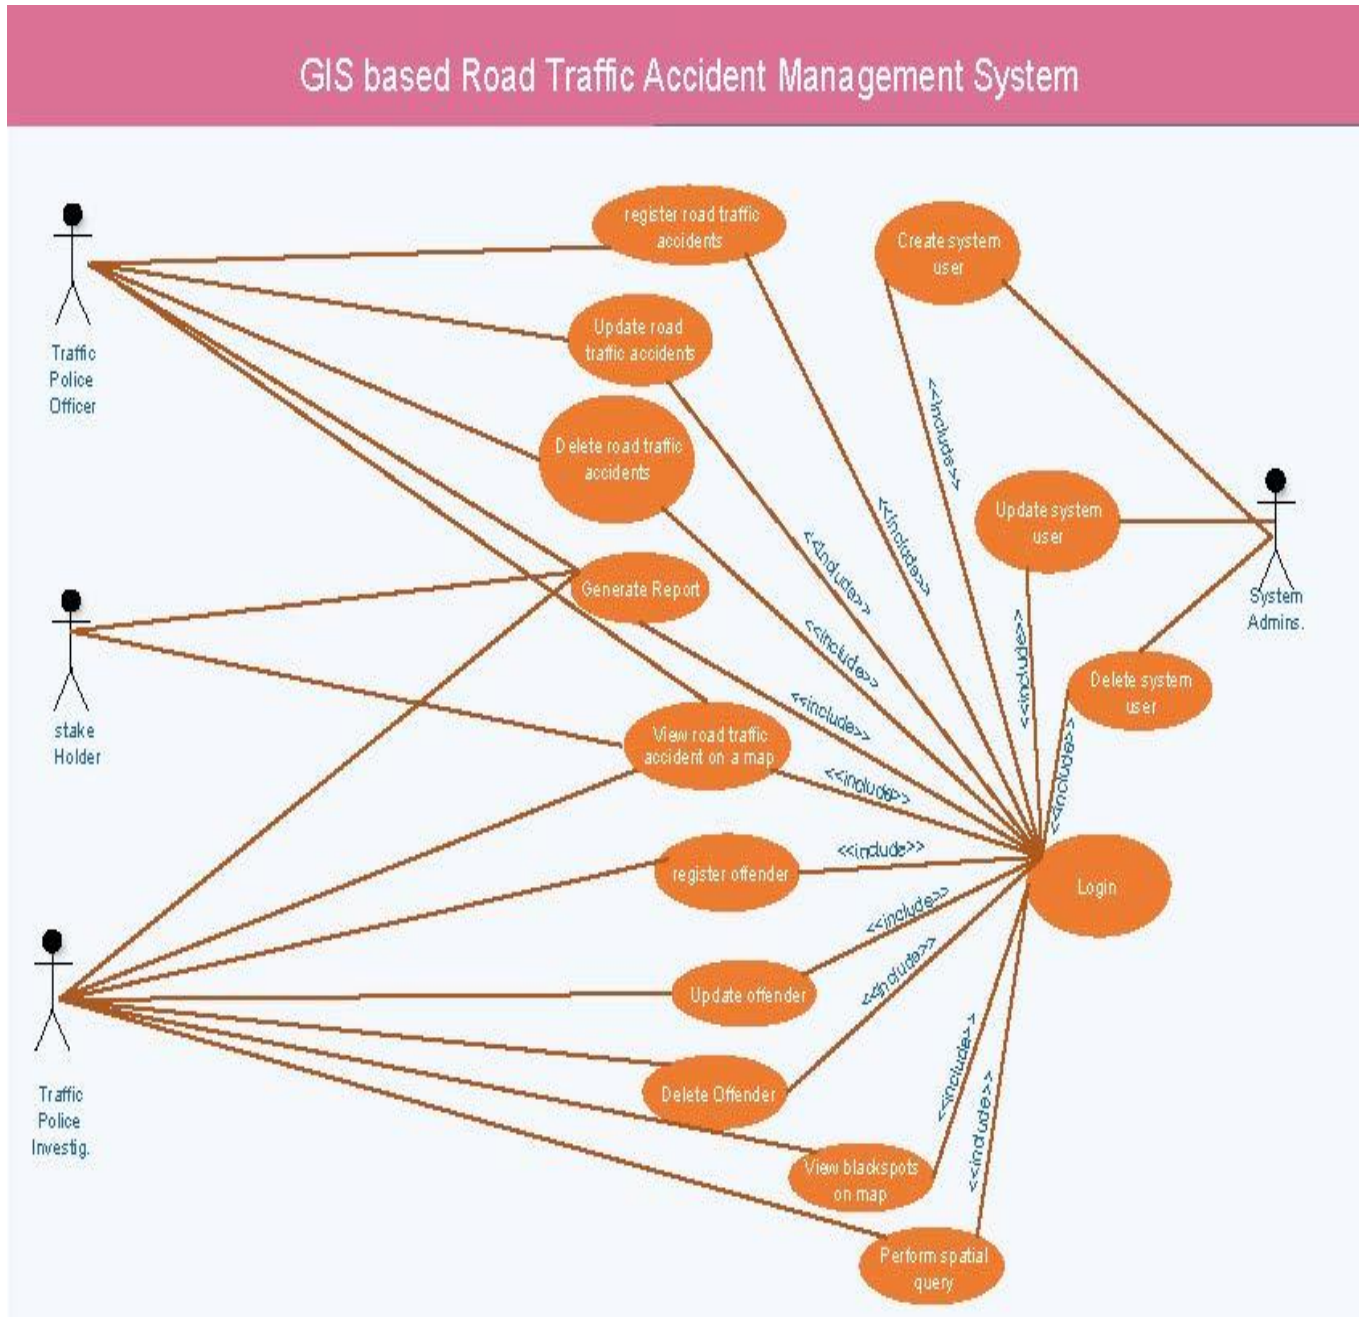 GIS based Road Traffic Accident Management System
register road traffic
accidents
Create system
user
Update road
traffic accidents
Traffic
Police
Officer
<<include>>
Delete road traffic
accidents
Update system
user
<<include>>
<<include>>
Generate Report
System
Admins.
<<include>>
<<include>>
Delete system
user
<<include>>
stake
Holder
View road traffic
accident on a map
<<include>>
<<include>>
<<include>>
register offender
Login
<<include>>
Update offender
<<include>>
Delete Offender
<<include>>
<<include>>
Traffic
Police
Investig.
View blackspots
on map
Perform spatial
query